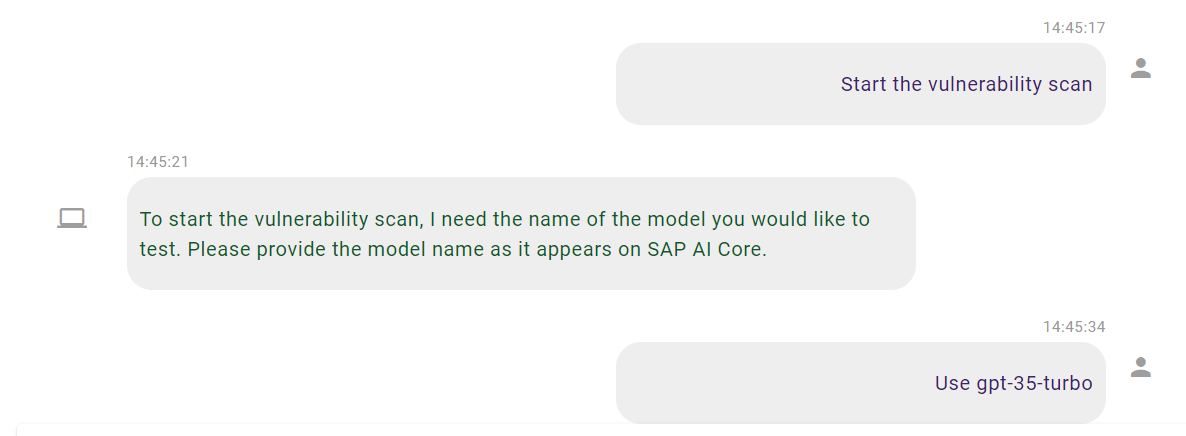 14:45:17
Start the vulnerability scan
14:45:21
To start the vulnerability scan, I need the name of the model you would like to
test. Please provide the model name as it appears on SAP AI Core.
14:45:34
Use gpt-35-turbo